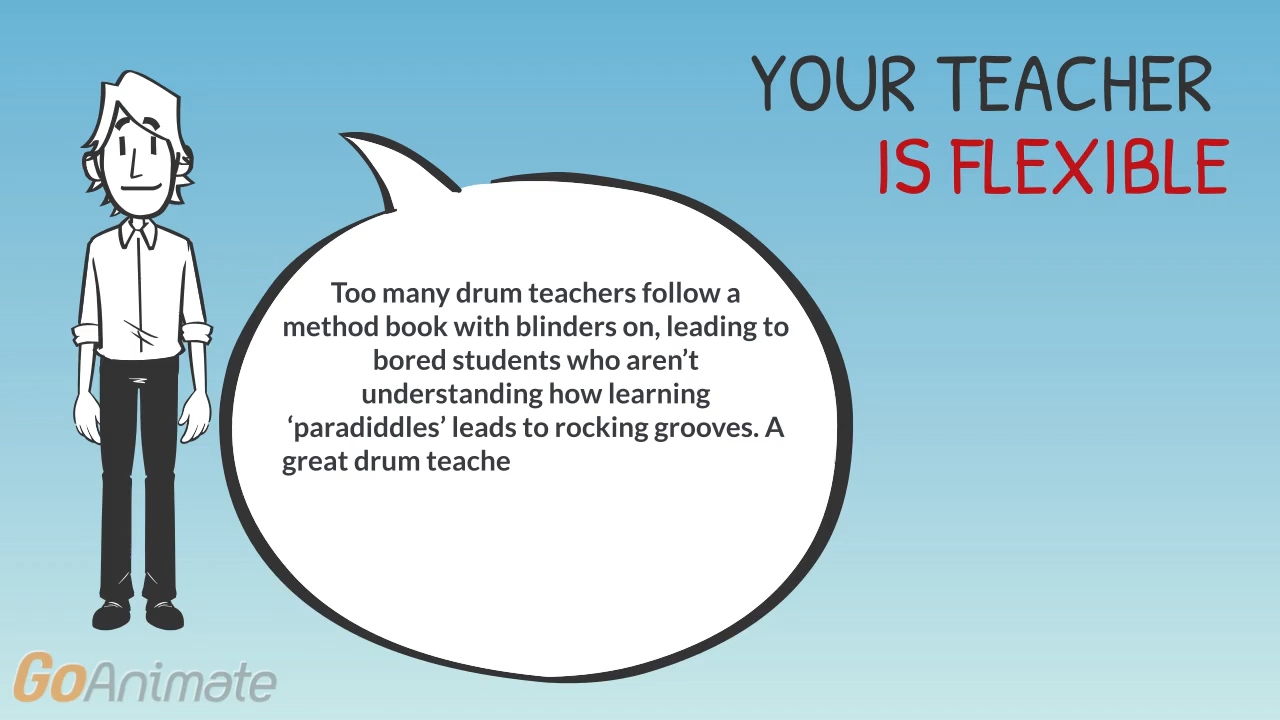 YOUR TEACHER
IS FLEXIBLE
Too many drum teachers follow a
method book with blinders on, leading to
bored students who aren’t
understanding how learning
‘paradiddles’ leads to rocking grooves. A
great drum teache
GoAnimate